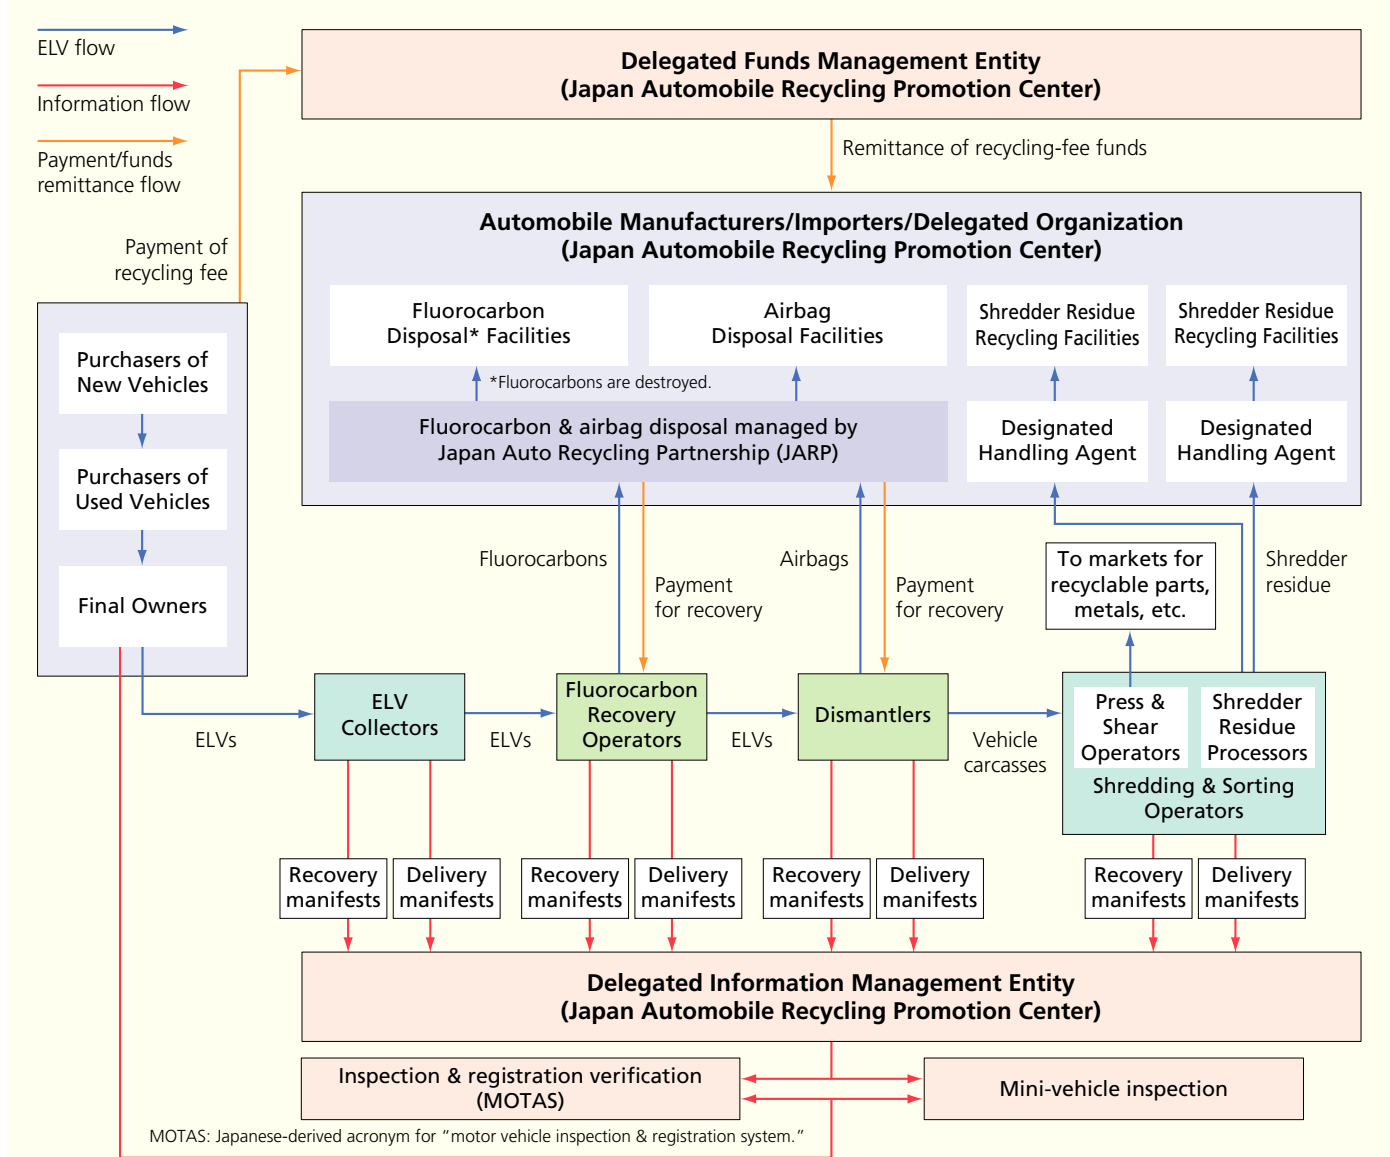 ELV flow
Information flow
Payment/funds
remittance flow
Delegated Funds Management Entity
(Japan Automobile Recycling Promotion Center)
Remittance of recycling-fee funds
Payment of
recycling fee
Automobile Manufacturers/Importers/Delegated Organization
(Japan Automobile Recycling Promotion Center)
Fluorocarbon
Disposal* Facilities
Airbag
Disposal Facilities
Shredder Residue
Recycling Facilities
Shredder Residue
Recycling Facilities
*Fluorocarbons are destroyed.
Fluorocarbon & airbag disposal managed by
Japan Auto Recycling Partnership (JARP)
Designated
Handling Agent
Designated
Handling Agent
Purchasers of
New Vehicles
Purchasers of
Used Vehicles
Final Owners
Fluorocarbons
Payment
for recovery
Airbags
Payment
for recovery
To markets for
recyclable parts,
metals, etc.
Shredder
residue
ELVs
ELV
Collectors
ELVs
Fluorocarbon
Recovery
Operators
ELVs
Dismantlers
Vehicle
carcasses
Press &
Shear
Operators
Shredder
Residue
Processors
Shredding & Sorting
Operators
Recovery
manifests
Delivery
manifests
Recovery
manifests
Delivery
manifests
Recovery
manifests
Delivery
manifests
Recovery
manifests
Delivery
manifests
Delegated Information Management Entity
(Japan Automobile Recycling Promotion Center)
Inspection & registration verification
(MOTAS)
Mini-vehicle inspection
MOTAS: Japanese-derived acronym for “motor vehicle inspection & registration system.”